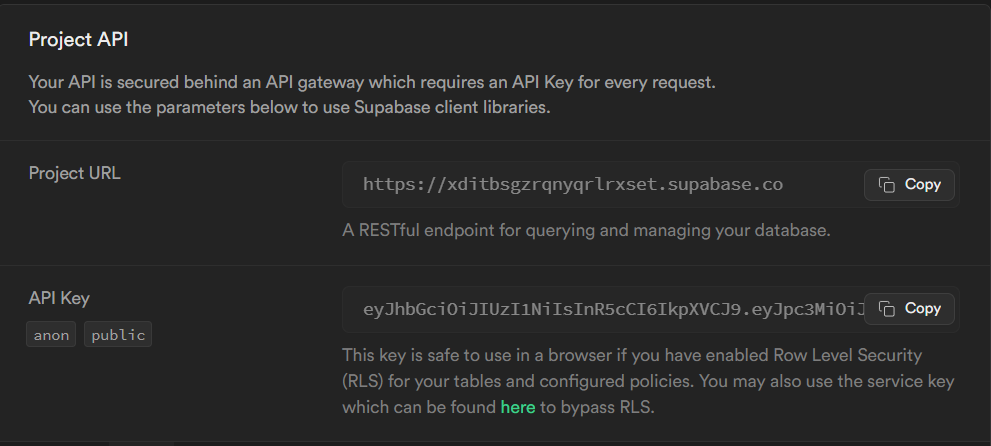 Project API
Your API is secured behind an API gateway which requires an API Key for every request.
You can use the parameters below to use Supabase client libraries.
Project URL
https://xditbsgzrqnyqrlrxset.supabase.co
Copy
A RESTful endpoint for querying and managing your database.
API Key
anon public
eyJhbGciOiJIUzI1NiIsInR5cCI6IkpXVCJ9.eyJpc3MiOiJ
Copy
This key is safe to use in a browser if you have enabled Row Level Security
(RLS) for your tables and configured policies. You may also use the service key
which can be found here to bypass RLS.